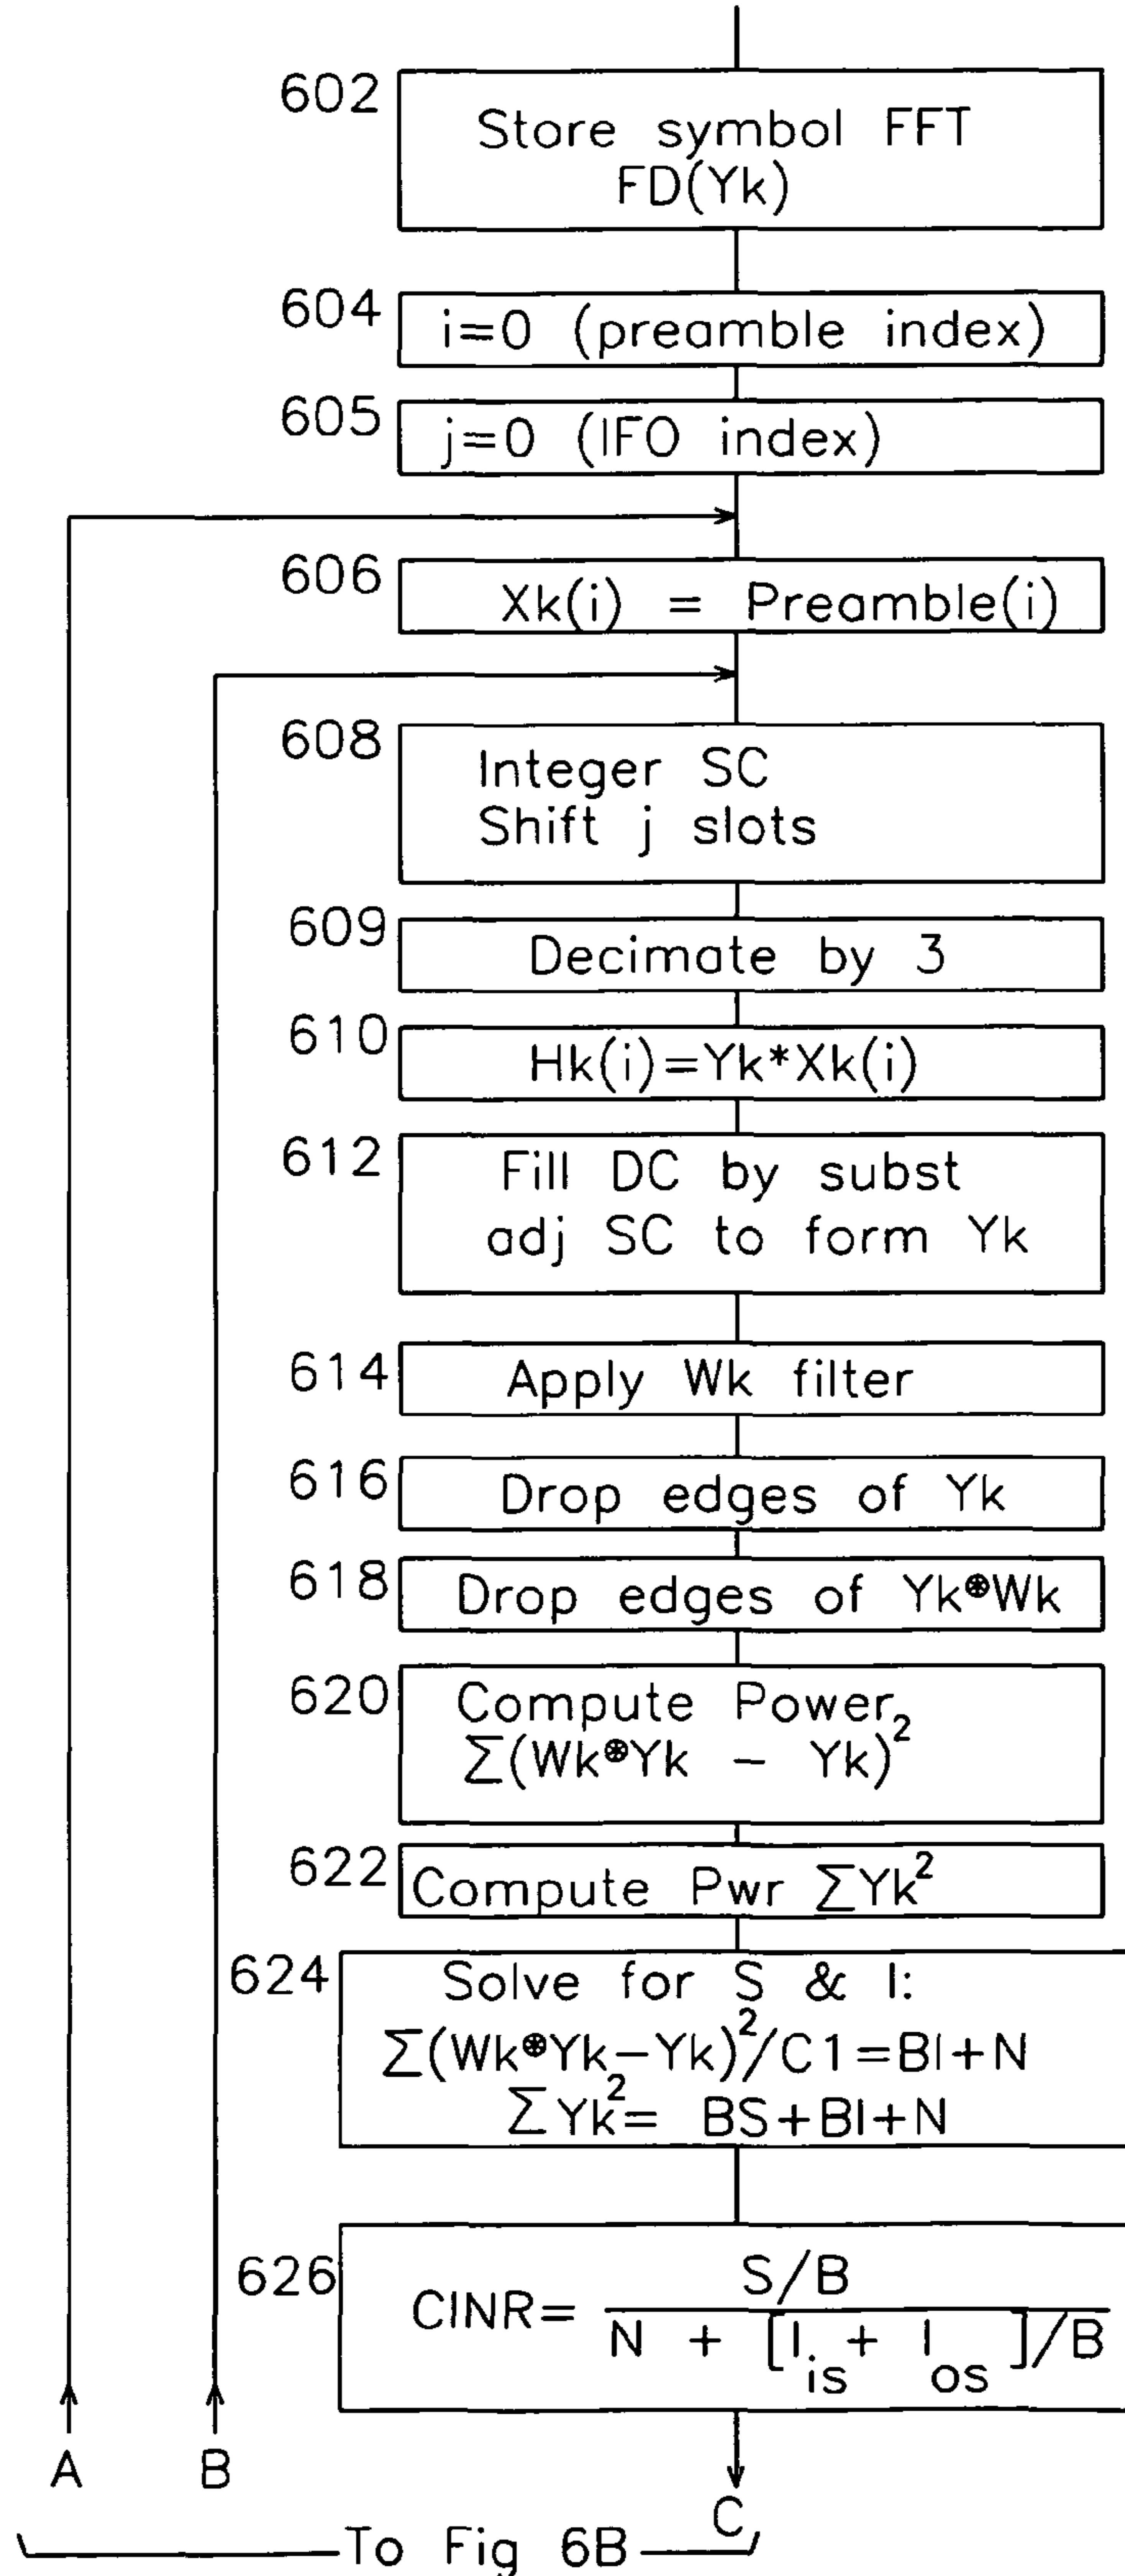 602
Store symbol FFT
FD(Yk)
604
i=0 (preamble index)
605
j=0 (IFO index)
606
Xk(i) = Preamble(i)
608
Integer SC
Shift j slots
609
Decimate by 3
610
Hk(i)=Yk*Xk(i)
612
Fill DC by subst
adj SC to form Yk
614
Apply Wk filter
616
Drop edges of Yk
618
Drop edges of Yk⊛Wk
620
Compute Power
∑(Wk⊛Yk - Yk)²
622
Compute Pwr ∑Yk²
624
Solve for S & I:
∑(Wk⊛Yk-Yk)²/C1=BI+N
∑Yk²= BS+BI+N
626
S/B
CINR=
N + [I_is + I_os]/B
A B C
To Fig 6B